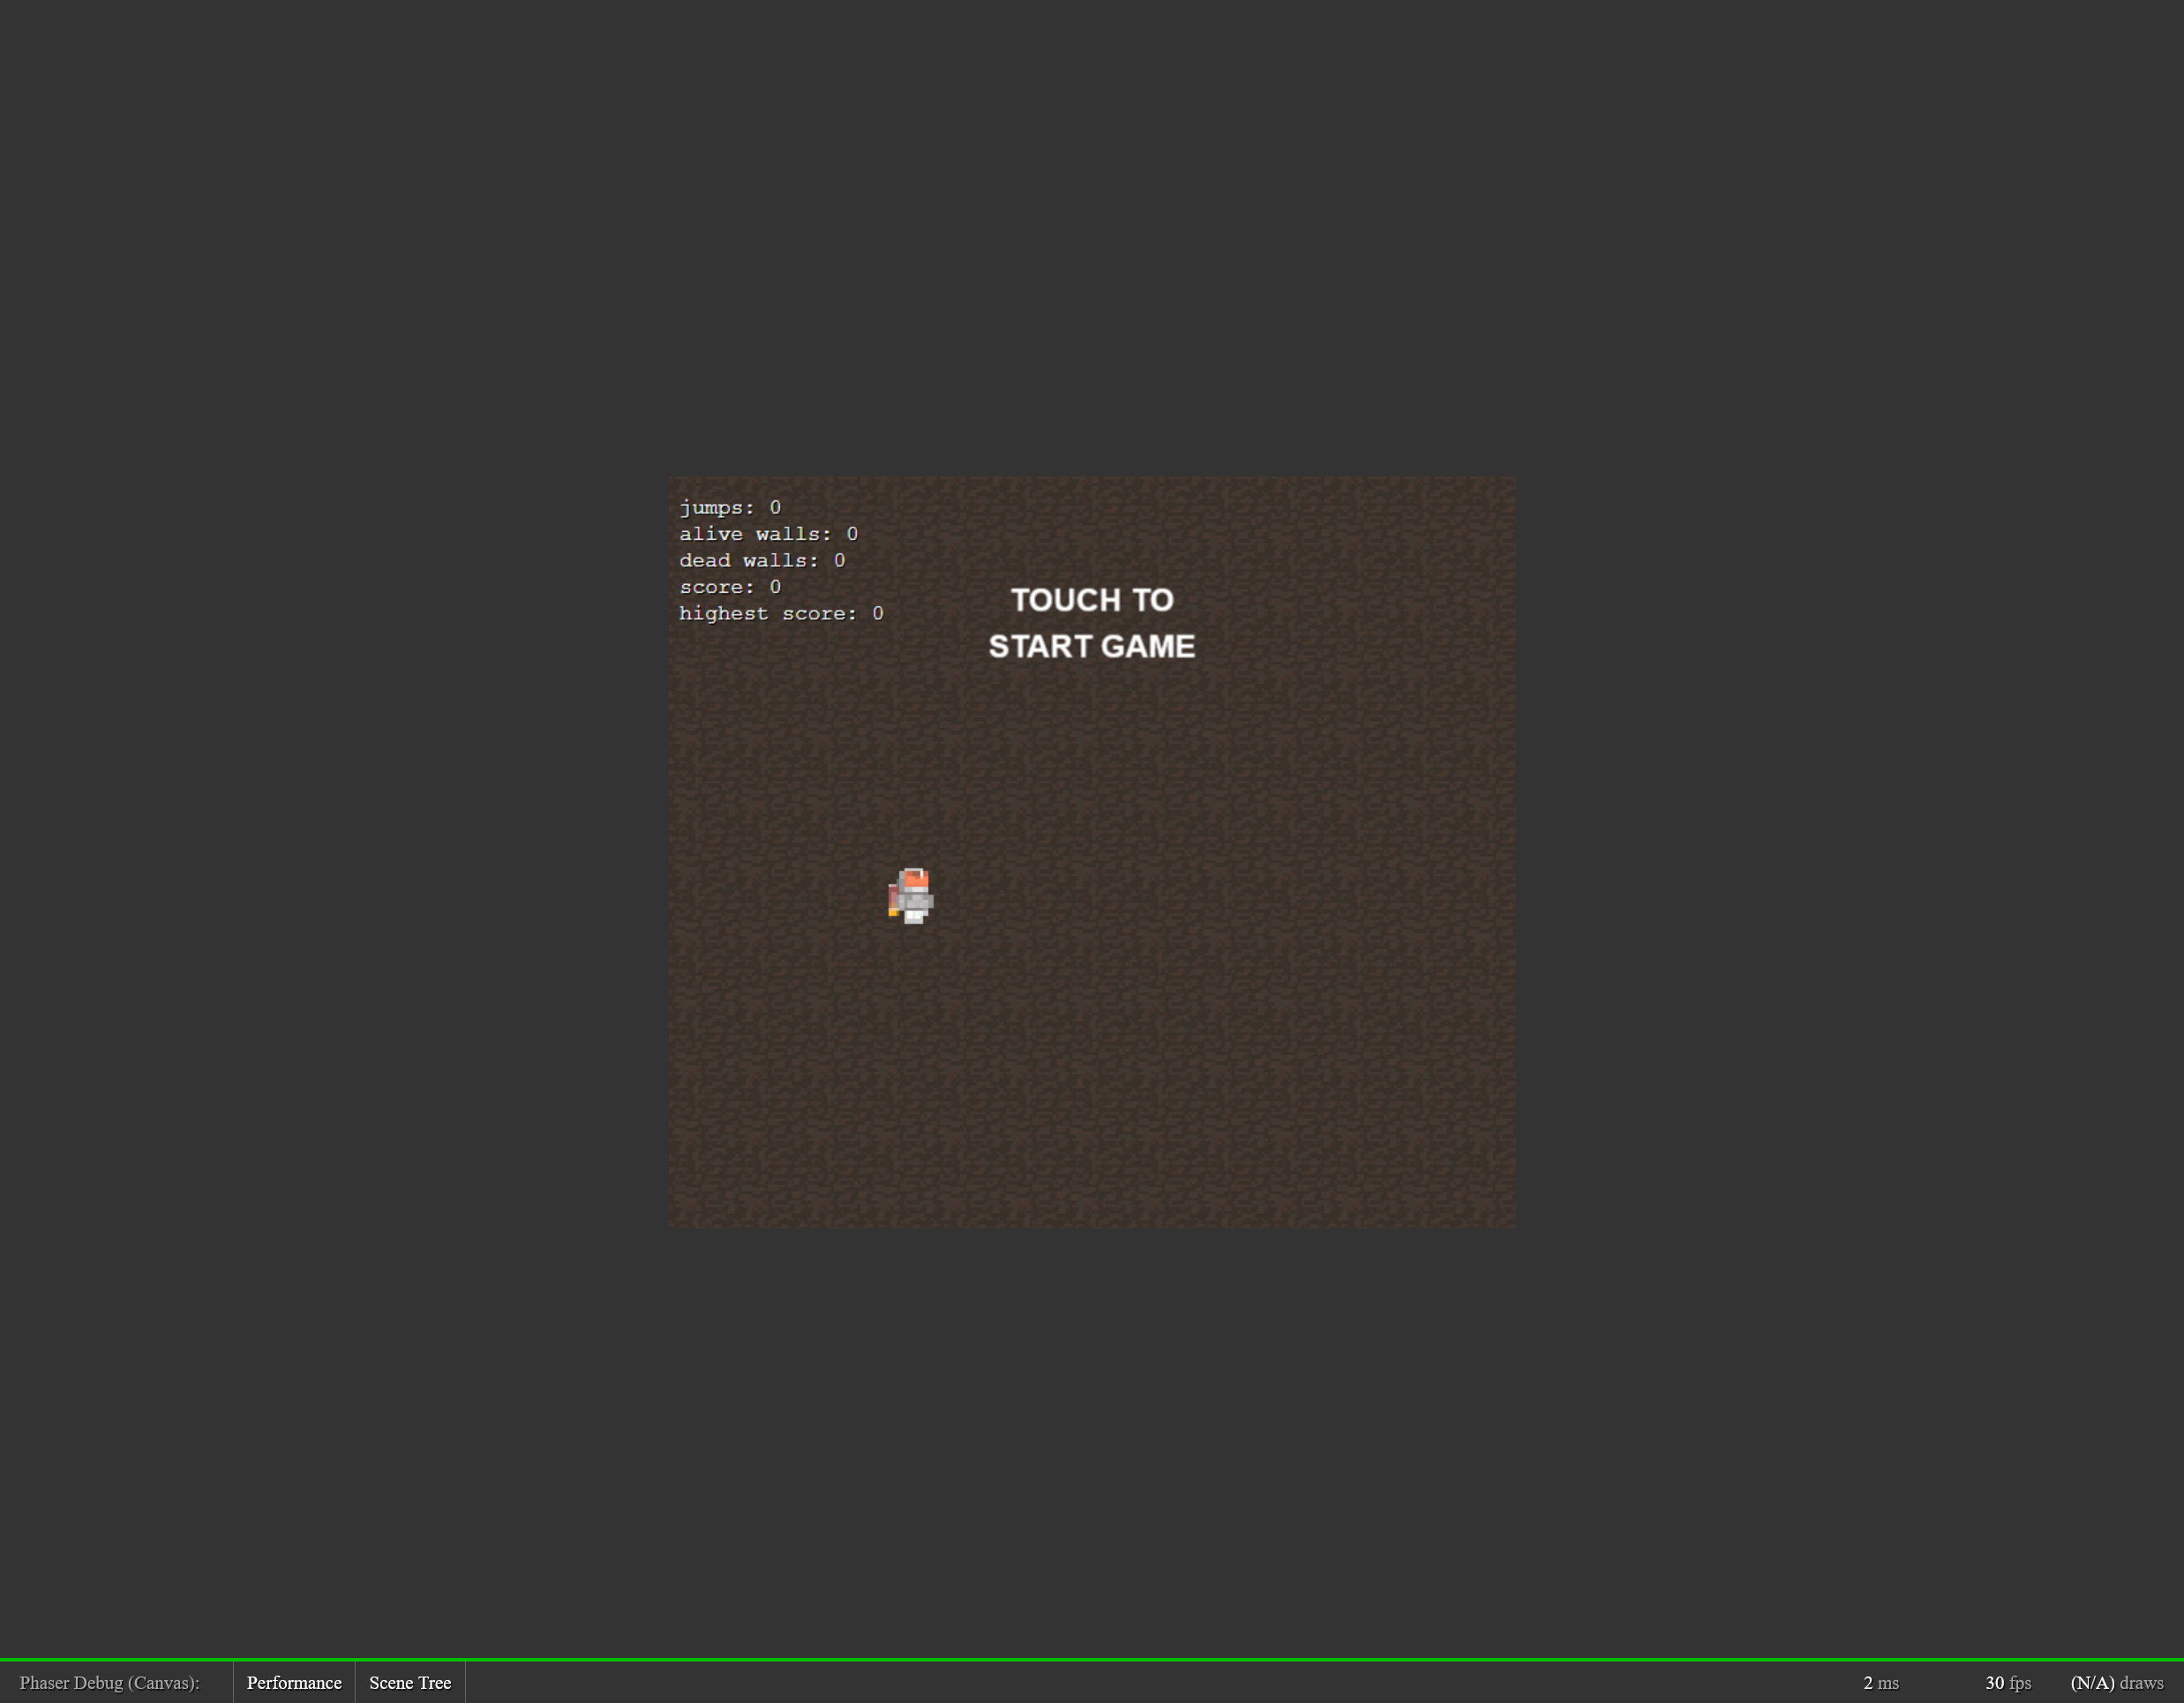 jumps: 0
alive walls: 0
dead walls: 0
score: 0
highest score: 0
TOUCH TO
START GAME
Phaser Debug (Canvas): Performance Scene Tree 2 ms 30 fps (N/A) draws